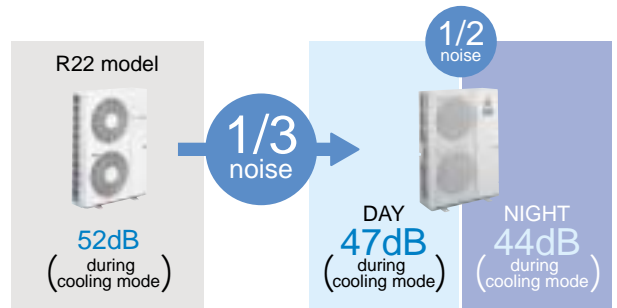 R22 model
52dB
(during
cooling mode)
1/3
noise
1/2
noise
DAY
47dB
(during
cooling mode)
NIGHT
44dB
(during
cooling mode)